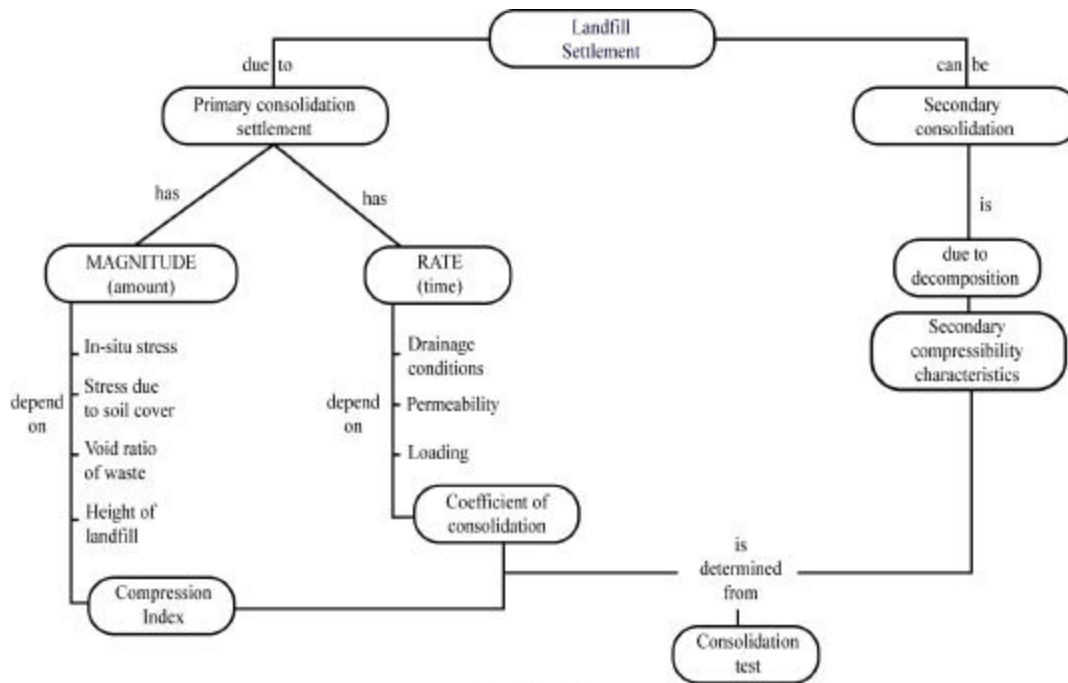 Landfill
Settlement
due to
can be
Primary consolidation
settlement
Secondary
consolidation
has
has
is
MAGNITUDE
(amount)
RATE
(time)
due to
decomposition
In-situ stress
Stress due
to soil cover
Void ratio
of waste
Height of
landfill
depend
on
Drainage
conditions
Permeability
Loading
depend
on
Secondary
compressibility
characteristics
Coefficient of
consolidation
Compression
Index
is
determined
from
Consolidation
test